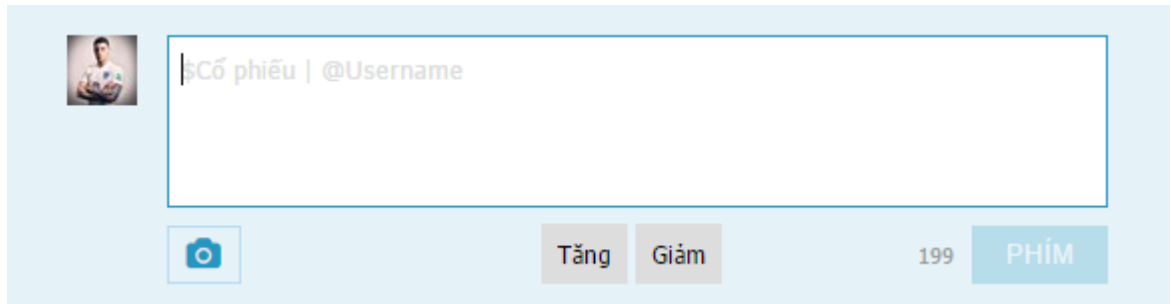 $Cổ phiếu | @Username
Tăng Giảm 199 PHÍM